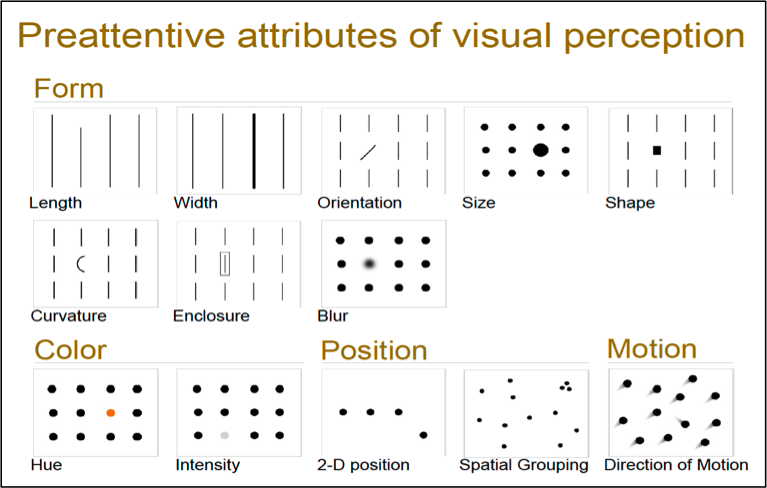 Preattentive attributes of visual perception
Form
Length
Width
Orientation
Size
Shape
Curvature
Enclosure
Blur
Color
Position
Motion
Hue
Intensity
2-D position
Spatial Grouping
Direction of Motion